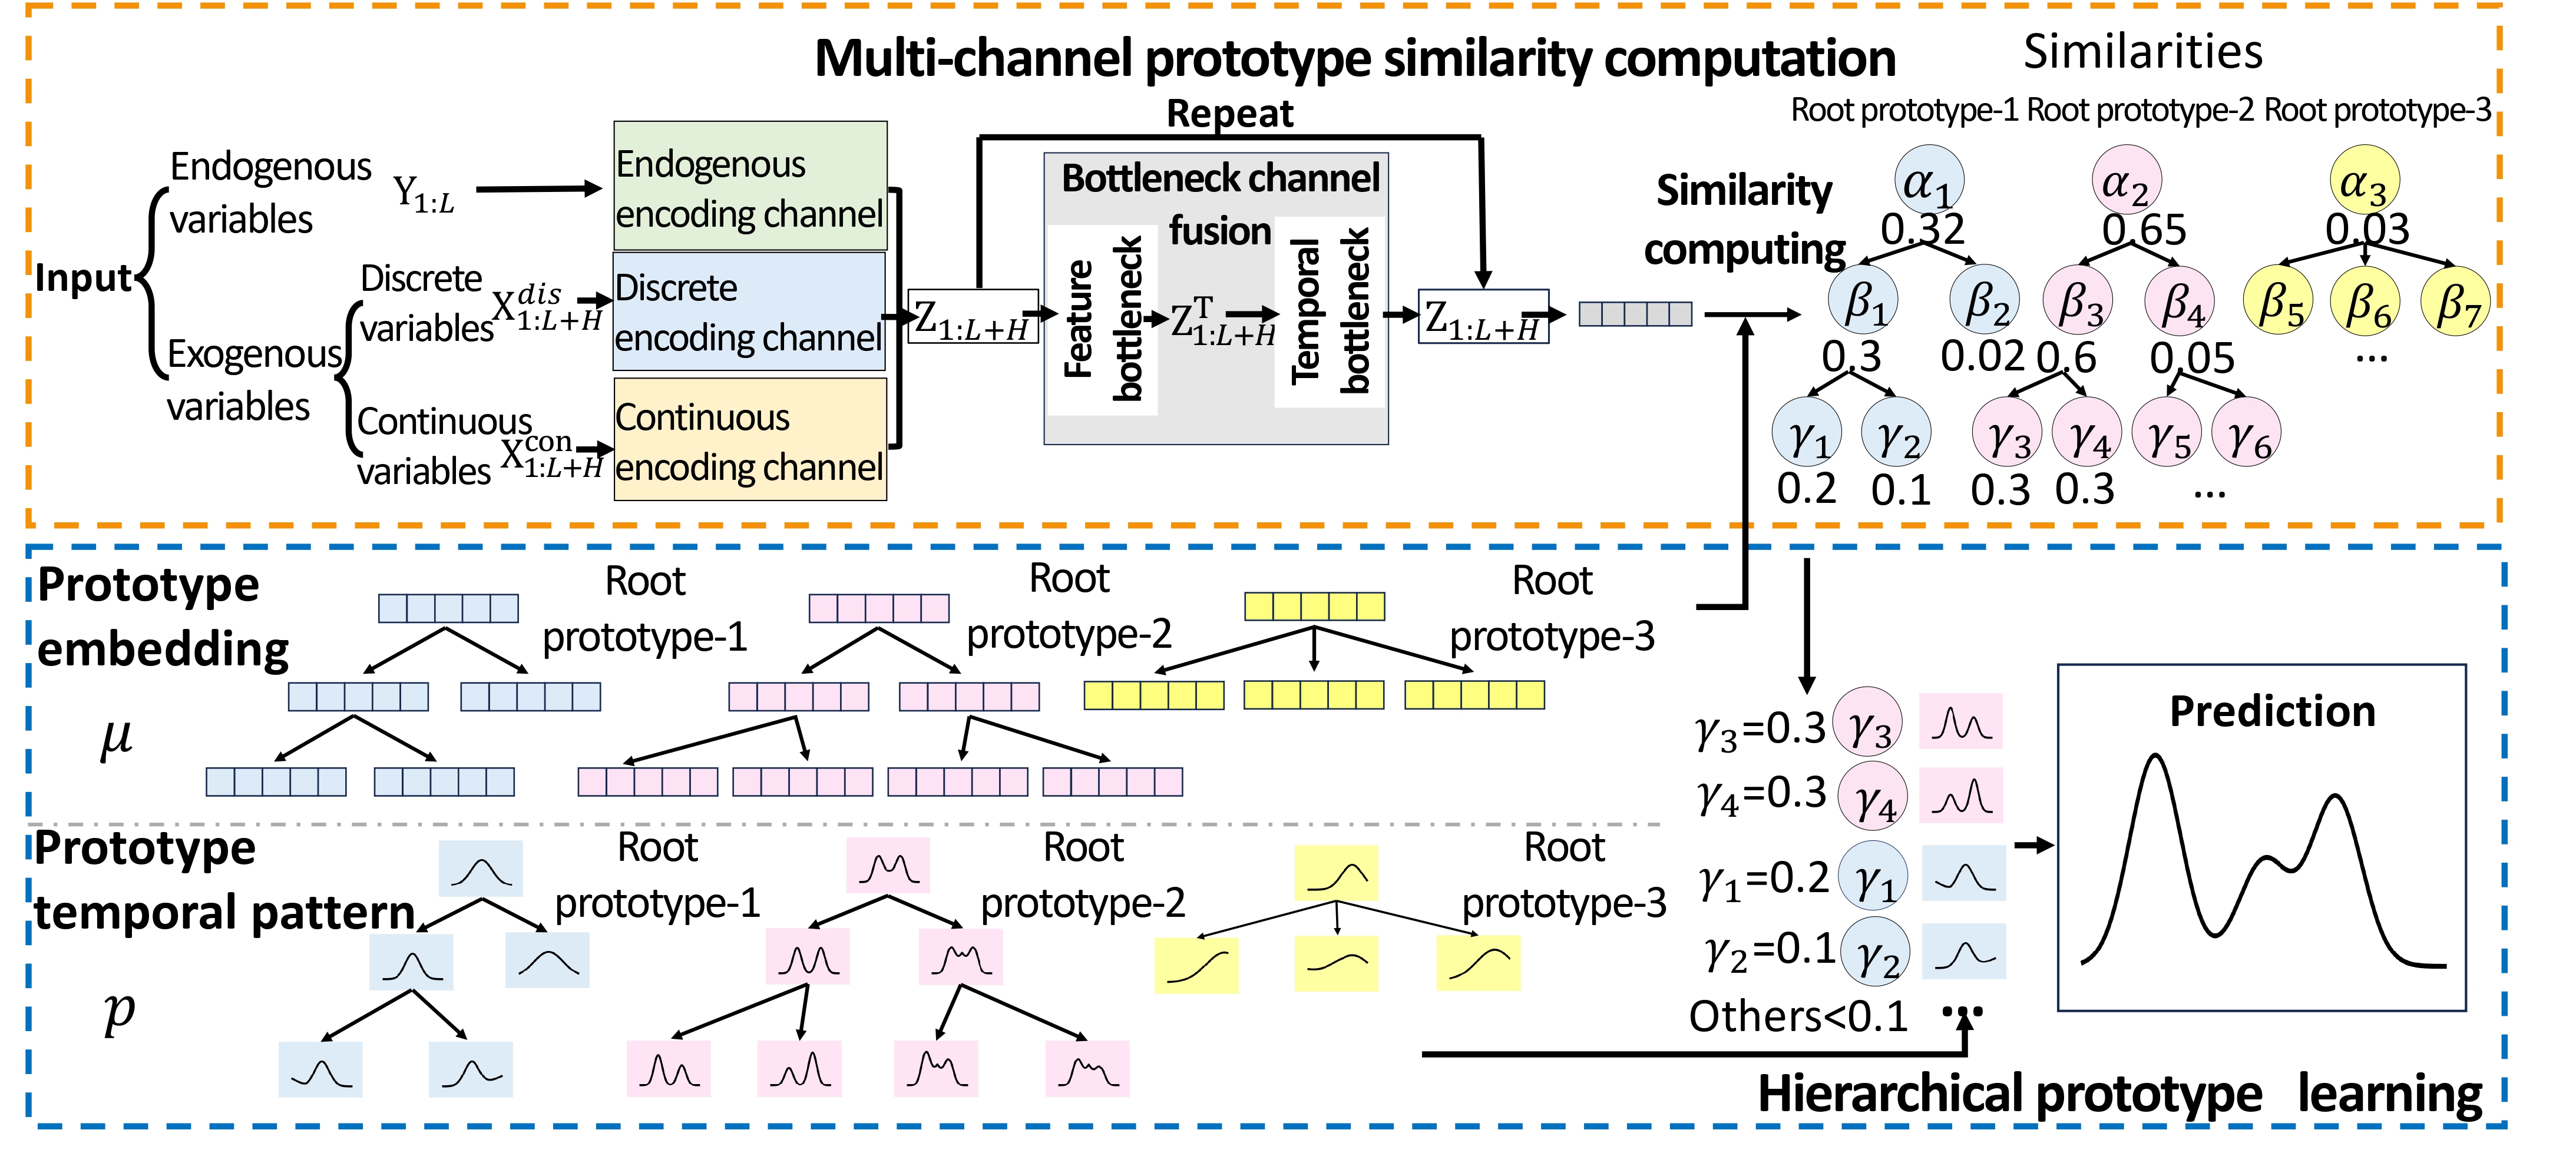 Multi-channel prototype similarity computation
Similarities
Repeat
Root prototype-1 Root prototype-2 Root prototype-3
Input
Endogenous
variables
Y1:L
Exogenous
variables
Discrete
variables
X^dis_1:L+H
Continuous
variables
X^con_1:L+H
Endogenous
encoding channel
Discrete
encoding channel
Continuous
encoding channel
Z1:L+H
Bottleneck channel
fusion
Feature
bottleneck
Z^T_1:L+H
Temporal
bottleneck
Z1:L+H
Similarity
computing
α1 α2 α3
0.32 0.65 0.03
β1 β2 β3 β4 β5 β6 β7
0.3 0.02 0.6 0.05 ...
γ1 γ2 γ3 γ4 γ5 γ6
0.2 0.1 0.3 0.3 ...
Prototype
embedding
μ
Root
prototype-1
Root
prototype-2
Root
prototype-3
Prototype
temporal pattern
p
Root
prototype-1
Root
prototype-2
Root
prototype-3
γ3=0.3 γ3
γ4=0.3 γ4
γ1=0.2 γ1
γ2=0.1 γ2
Others<0.1 ...
Prediction
Hierarchical prototype learning